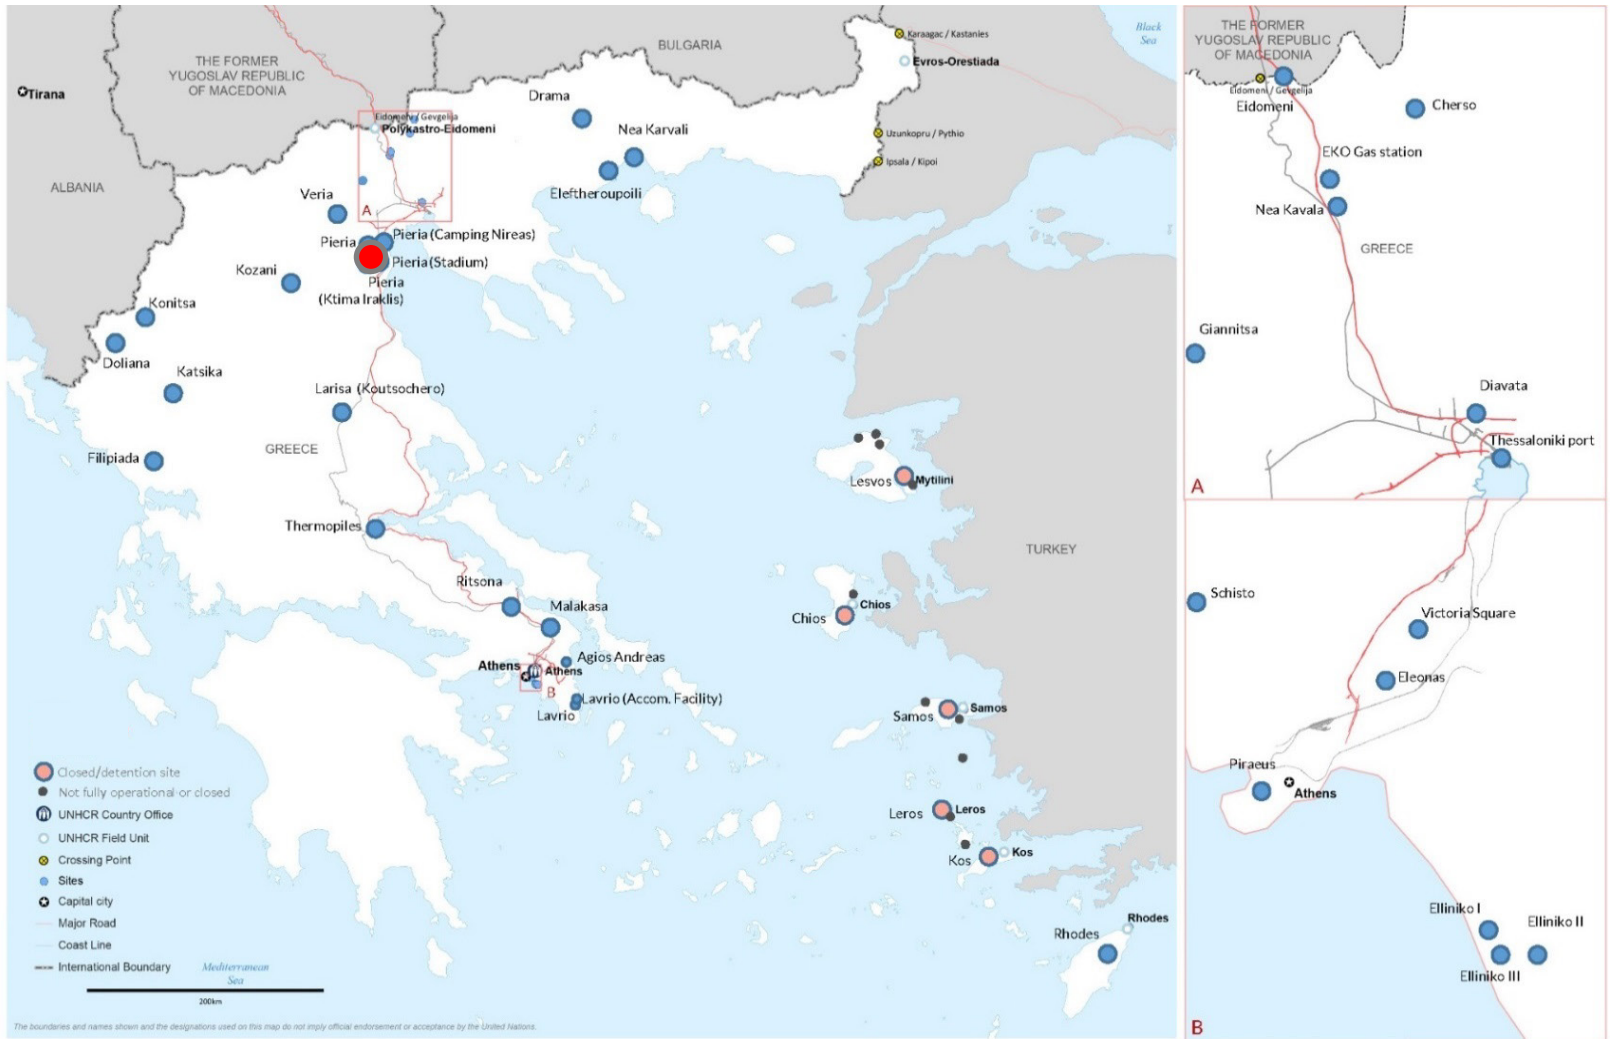 Black
Sea
Karaagac / Kastanies
BULGARIA
Evros-Orestiada
THE FORMER
YUGOSLAV REPUBLIC
OF MACEDONIA
Tirana
Drama
Eidomeni / Gevgelija
Polykastro-Eidomeni
Nea Karvali
Uzunkopru / Pythio
Ipsala / Kipoi
ALBANIA
Veria
Eleftheroupoili
A
Pieria
Pieria (Camping Nireas)
Pieria (Stadium)
Kozani
Pieria
(Ktima Iraklis)
Konitsa
Doliana
Katsika
Larisa (Koutsochero)
GREECE
Filipiada
Lesvos
Mytilini
Thermopiles
TURKEY
Ritsona
Malakasa
Chios
Chios
Agios Andreas
Athens
Athens
B
Lavrio (Accom. Facility)
Lavrio
Samos
Samos
Leros
Leros
Kos
Kos
Rhodes
Rhodes
Closed/detention site
Not fully operational or closed
UNHCR Country Office
UNHCR Field Unit
Crossing Point
Sites
Capital city
Major Road
Coast Line
International Boundary
Mediterranean
Sea
200km
The boundaries and names shown and the designations used on this map do not imply official endorsement or acceptance by the United Nations.
THE FORMER
YUGOSLAV REPUBLIC
OF MACEDONIA
Eidomeni / Gevgelija
Eidomeni
Cherso
EKO Gas station
Nea Kavala
GREECE
Giannitsa
Diavata
Thessaloniki port
A
Schisto
Victoria Square
Eleonas
Piraeus
Athens
Elliniko I
Elliniko II
Elliniko III
B